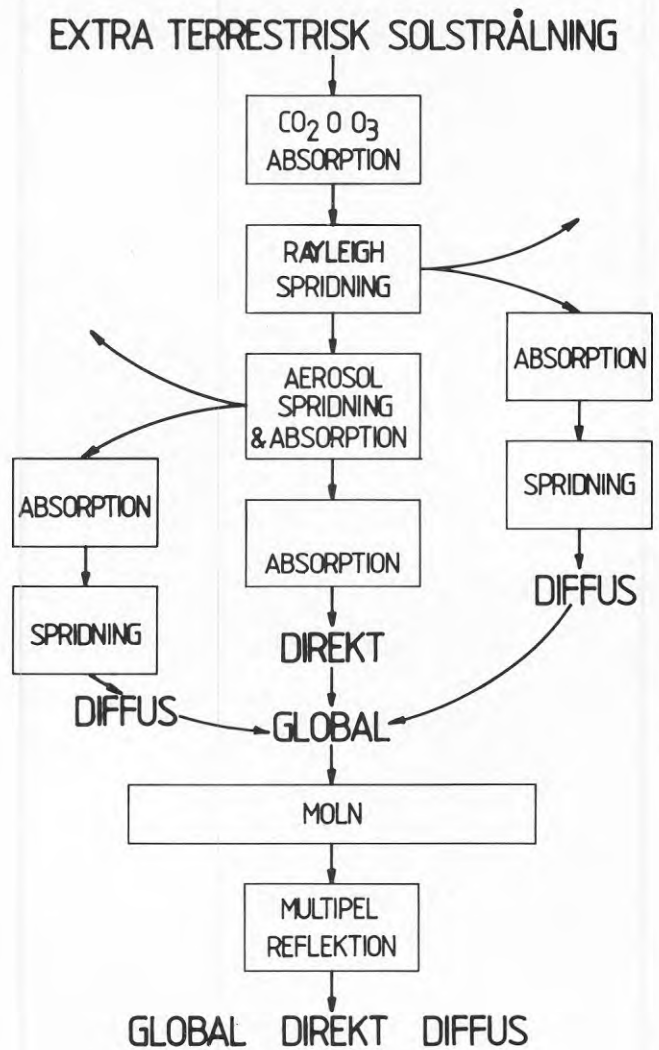 EXTRA TERRESTRISK SOLSTRÅLNING
CO2 O O3
ABSORPTION
RAYLEIGH
SPRIDNING
ABSORPTION
AEROSOL
SPRIDNING
& ABSORPTION
SPRIDNING
ABSORPTION
ABSORPTION
DIFFUS
SPRIDNING
DIREKT
DIFFUS
GLOBAL
MOLN
MULTIPEL
REFLEKTION
GLOBAL DIREKT DIFFUS